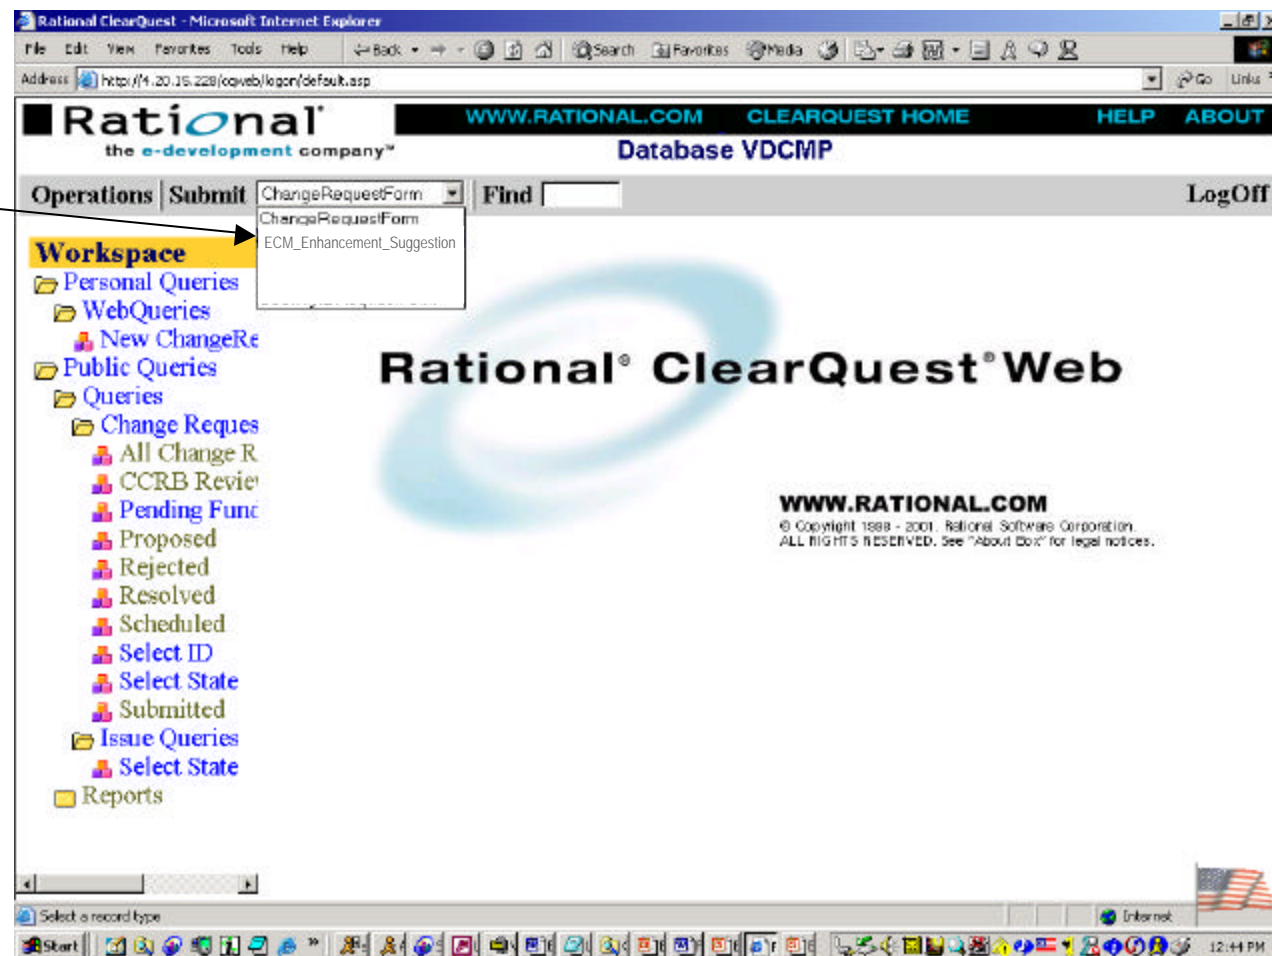 Rational ClearQuest - Microsoft Internet Explorer
File Edit View Favorites Tools Help Back Search Favorites Media
Address http://4.20.15.228/cqweb/logon/default.asp Go Links
Rational
the e-development company™
WWW.RATIONAL.COM CLEARQUEST HOME HELP ABOUT
Database VDCMP
Operations Submit ChangeRequestForm Find LogOff
ChangeRequestForm
ECM_Enhancement_Suggestion
Workspace
Personal Queries
WebQueries
New ChangeRe
Public Queries
Queries
Change Reques
All Change R
CCRB Review
Pending Fund
Proposed
Rejected
Resolved
Scheduled
Select ID
Select State
Submitted
Issue Queries
Select State
Reports
Rational® ClearQuest® Web
WWW.RATIONAL.COM
© Copyright 1998 - 2001. Rational Software Corporation.
ALL RIGHTS RESERVED. See "About Box" for legal notices.
Select a record type Internet
Start 12:44 PM